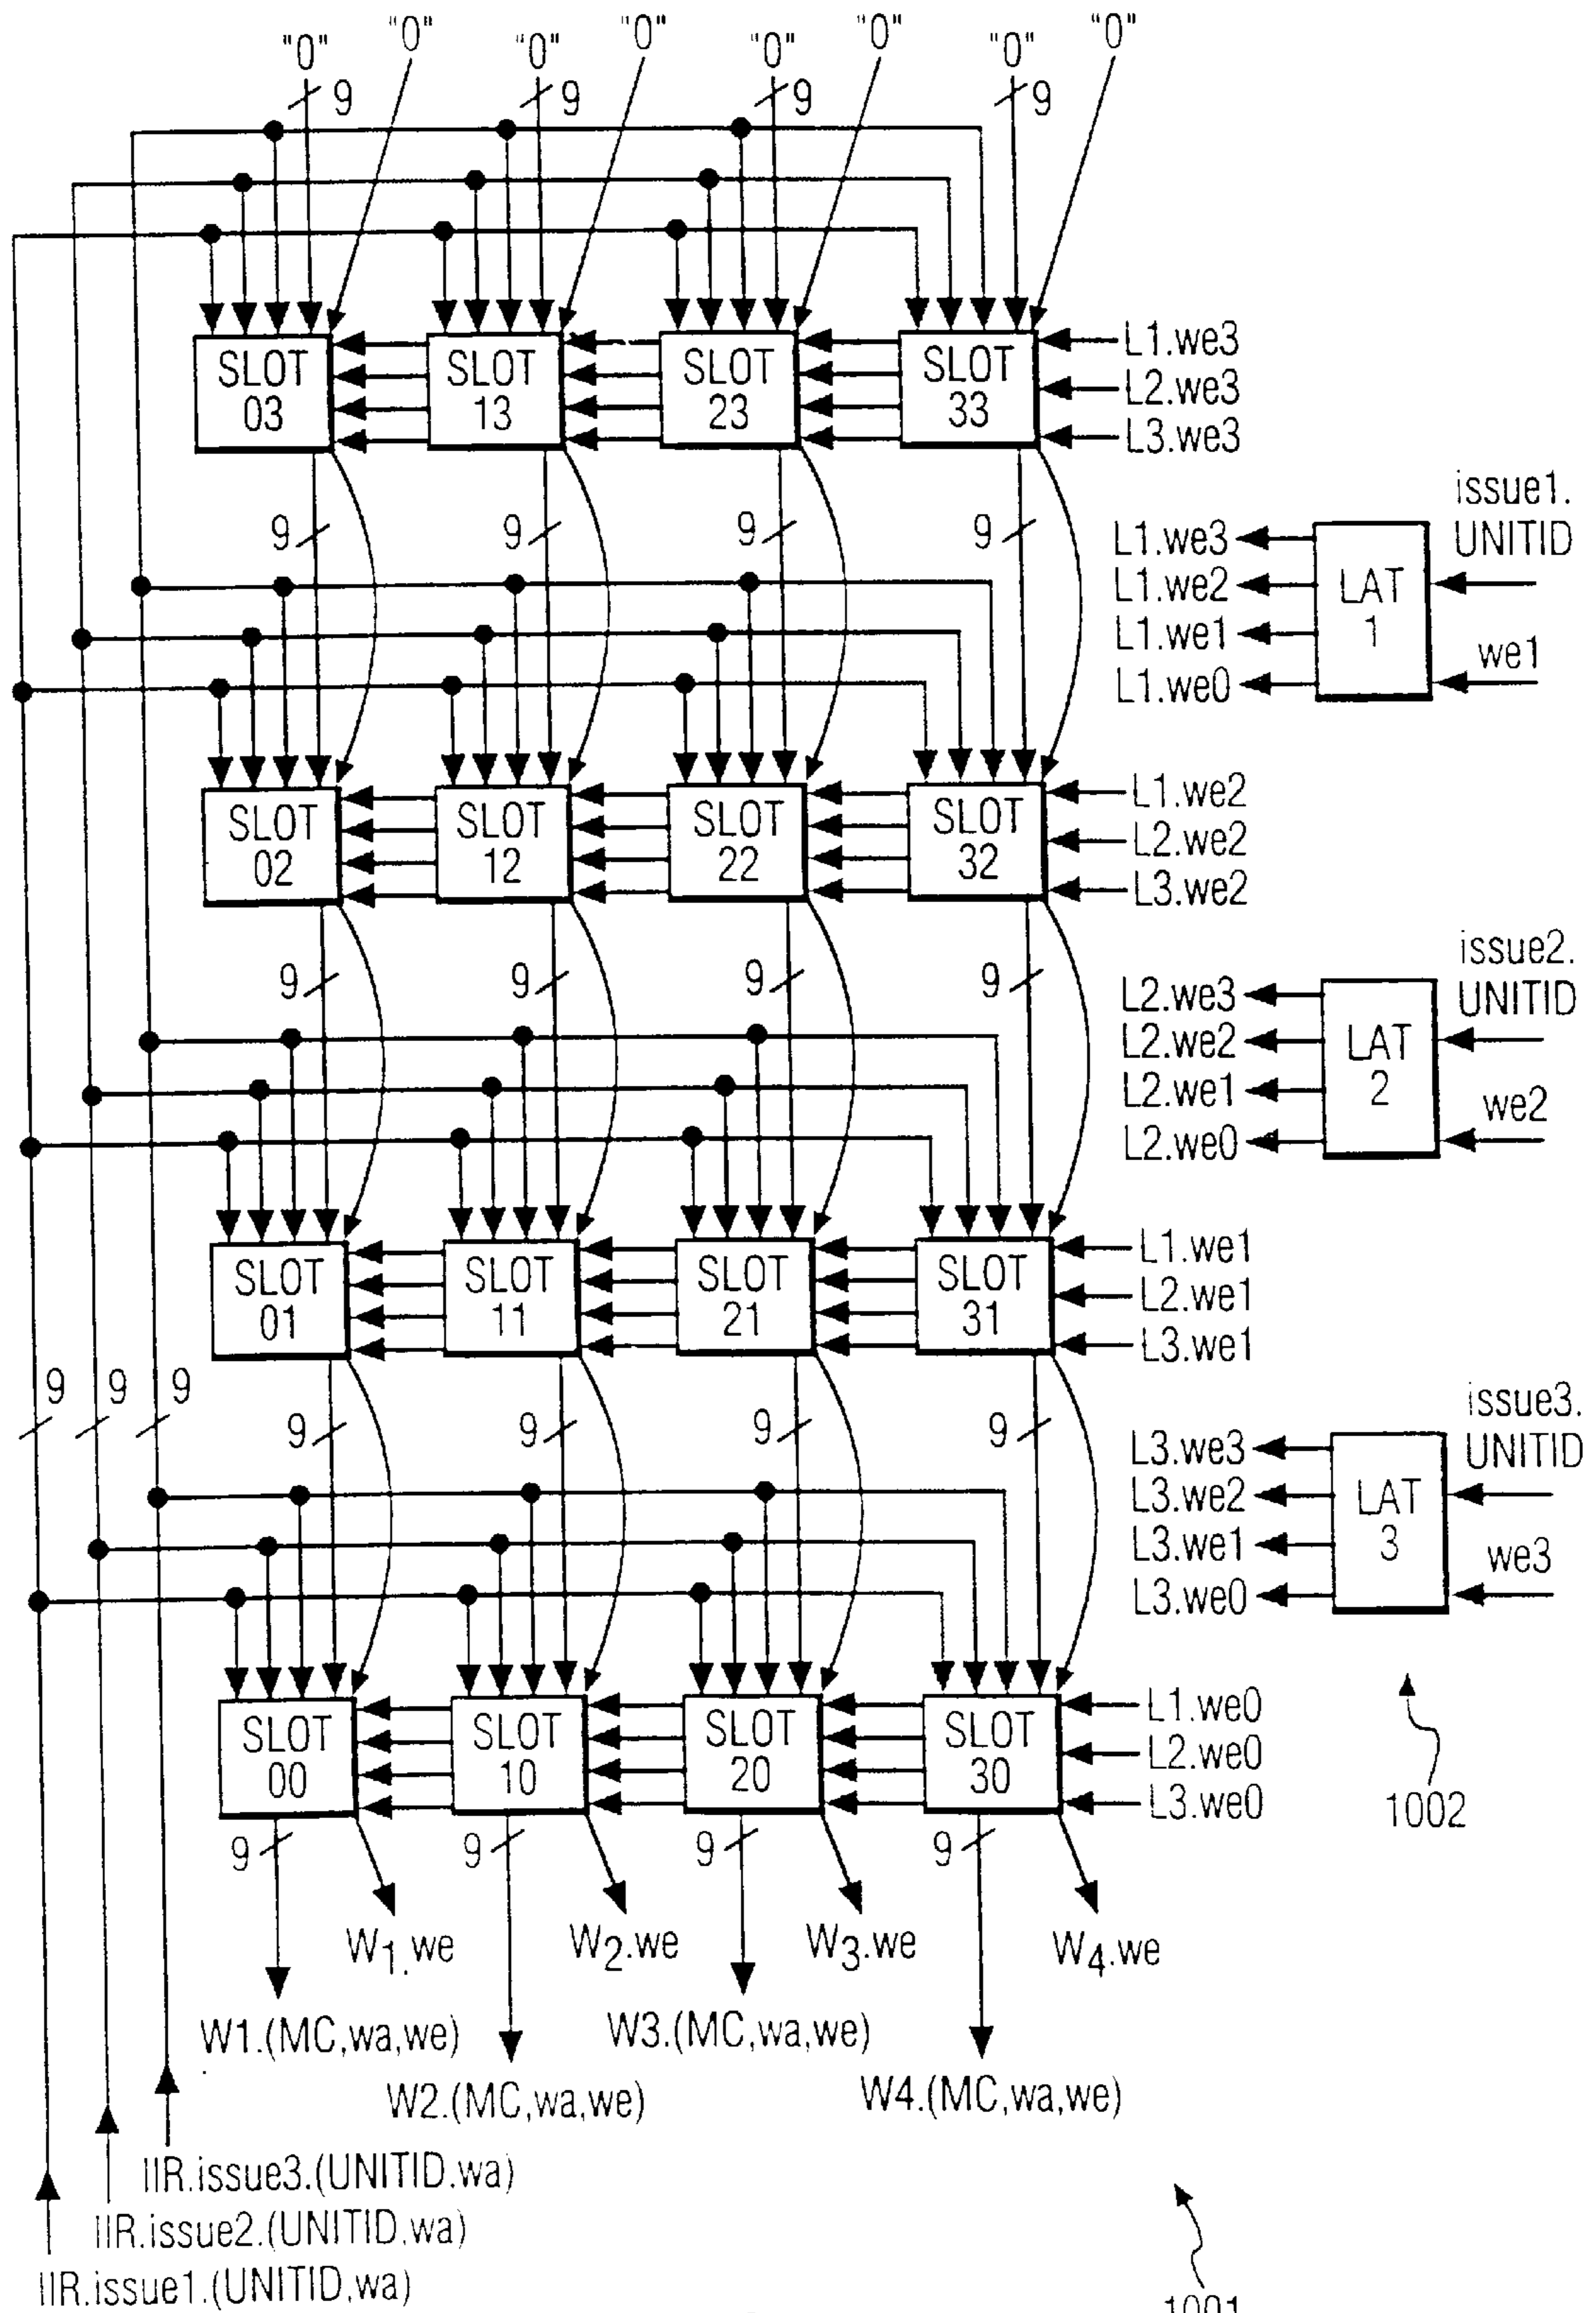 "0" "0" "0" "0" "0" "0" "0" "0"
9 9 9 9
SLOT 03
SLOT 13
SLOT 23
SLOT 33
L1.we3
L2.we3
L3.we3
9 9 9 9
issue1.
UNITID
L1.we3
L1.we2
L1.we1
L1.we0
LAT 1
we1
SLOT 02
SLOT 12
SLOT 22
SLOT 32
L1.we2
L2.we2
L3.we2
9 9 9 9
issue2.
UNITID
L2.we3
L2.we2
L2.we1
L2.we0
LAT 2
we2
SLOT 01
SLOT 11
SLOT 21
SLOT 31
L1.we1
L2.we1
L3.we1
9 9 9
9 9 9 9
issue3.
UNITID
L3.we3
L3.we2
L3.we1
L3.we0
LAT 3
we3
SLOT 00
SLOT 10
SLOT 20
SLOT 30
L1.we0
L2.we0
L3.we0
1002
9 9 9 9
W1.we
W2.we
W3.we
W4.we
W1.(MC,wa,we)
W3.(MC,wa,we)
W2.(MC,wa,we)
W4.(MC,wa,we)
IIR.issue3.(UNITID.wa)
IIR.issue2.(UNITID.wa)
IIR.issue1.(UNITID,wa)
1001